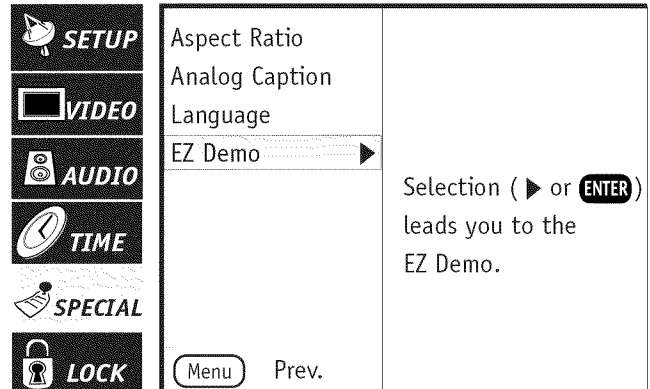 SETUP
VIDEO
AUDIO
TIME
SPECIAL
LOCK
Aspect Ratio
Analog Caption
Language
EZ Demo ▶
Menu Prev.
Selection ( ▶ or ENTER)
leads you to the
EZ Demo.